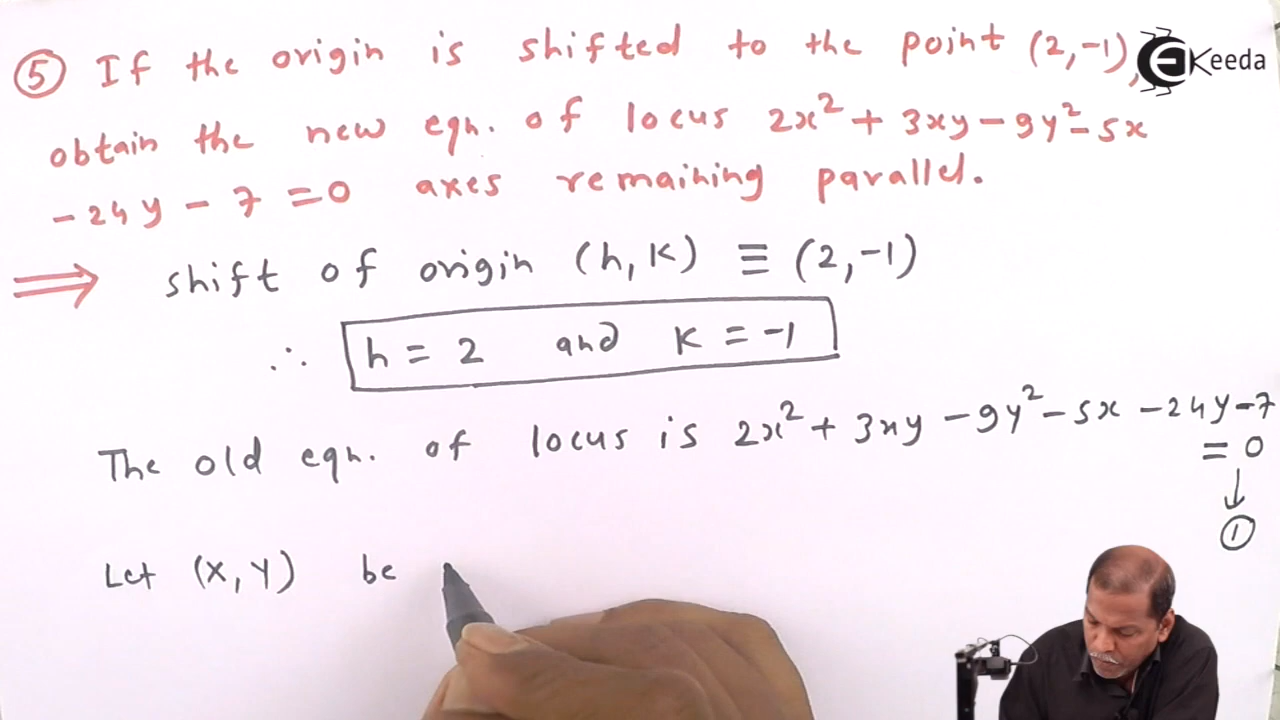 ⑤ If the origin is shifted to the point (2,-1),
Keeda
obtain the new eqn. of locus 2x² + 3xy - 9y² - 5x
- 24y - 7 = 0 axes remaining parallel.
⟹ shift of origin (h, K) ≡ (2, -1)
∴ h = 2 and K = -1
The old eqn. of locus is 2x² + 3xy - 9y² - 5x - 24y - 7
= 0
↓
①
Let (X, Y) be